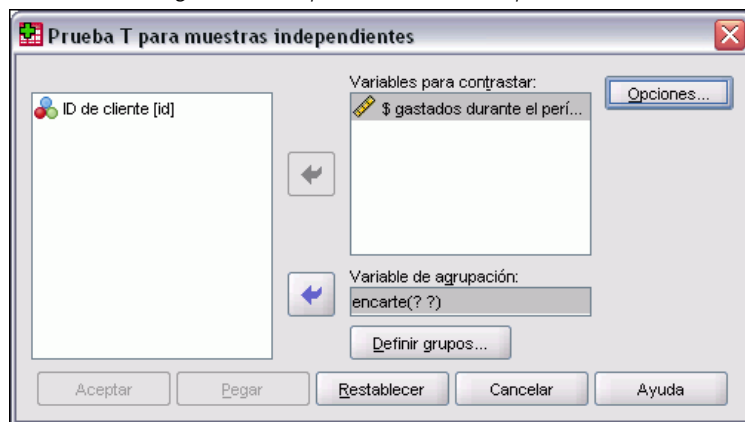 Prueba T para muestras independientes
Variables para contrastar:
ID de cliente [id]
$ gastados durante el perí...
Opciones...
Variable de agrupación:
encarte(? ?)
Definir grupos...
Aceptar
Pegar
Restablecer
Cancelar
Ayuda